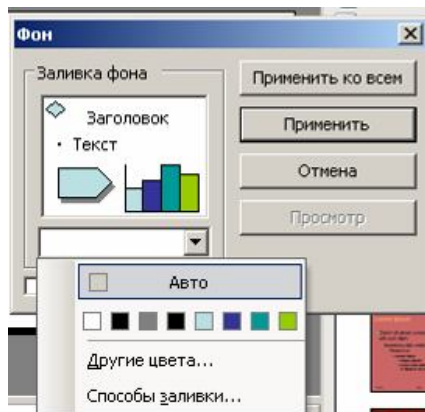 Фон
Заливка фона
Заголовок
• Текст
Применить ко всем
Применить
Отмена
Просмотр
Авто
Другие цвета...
Способы заливки...